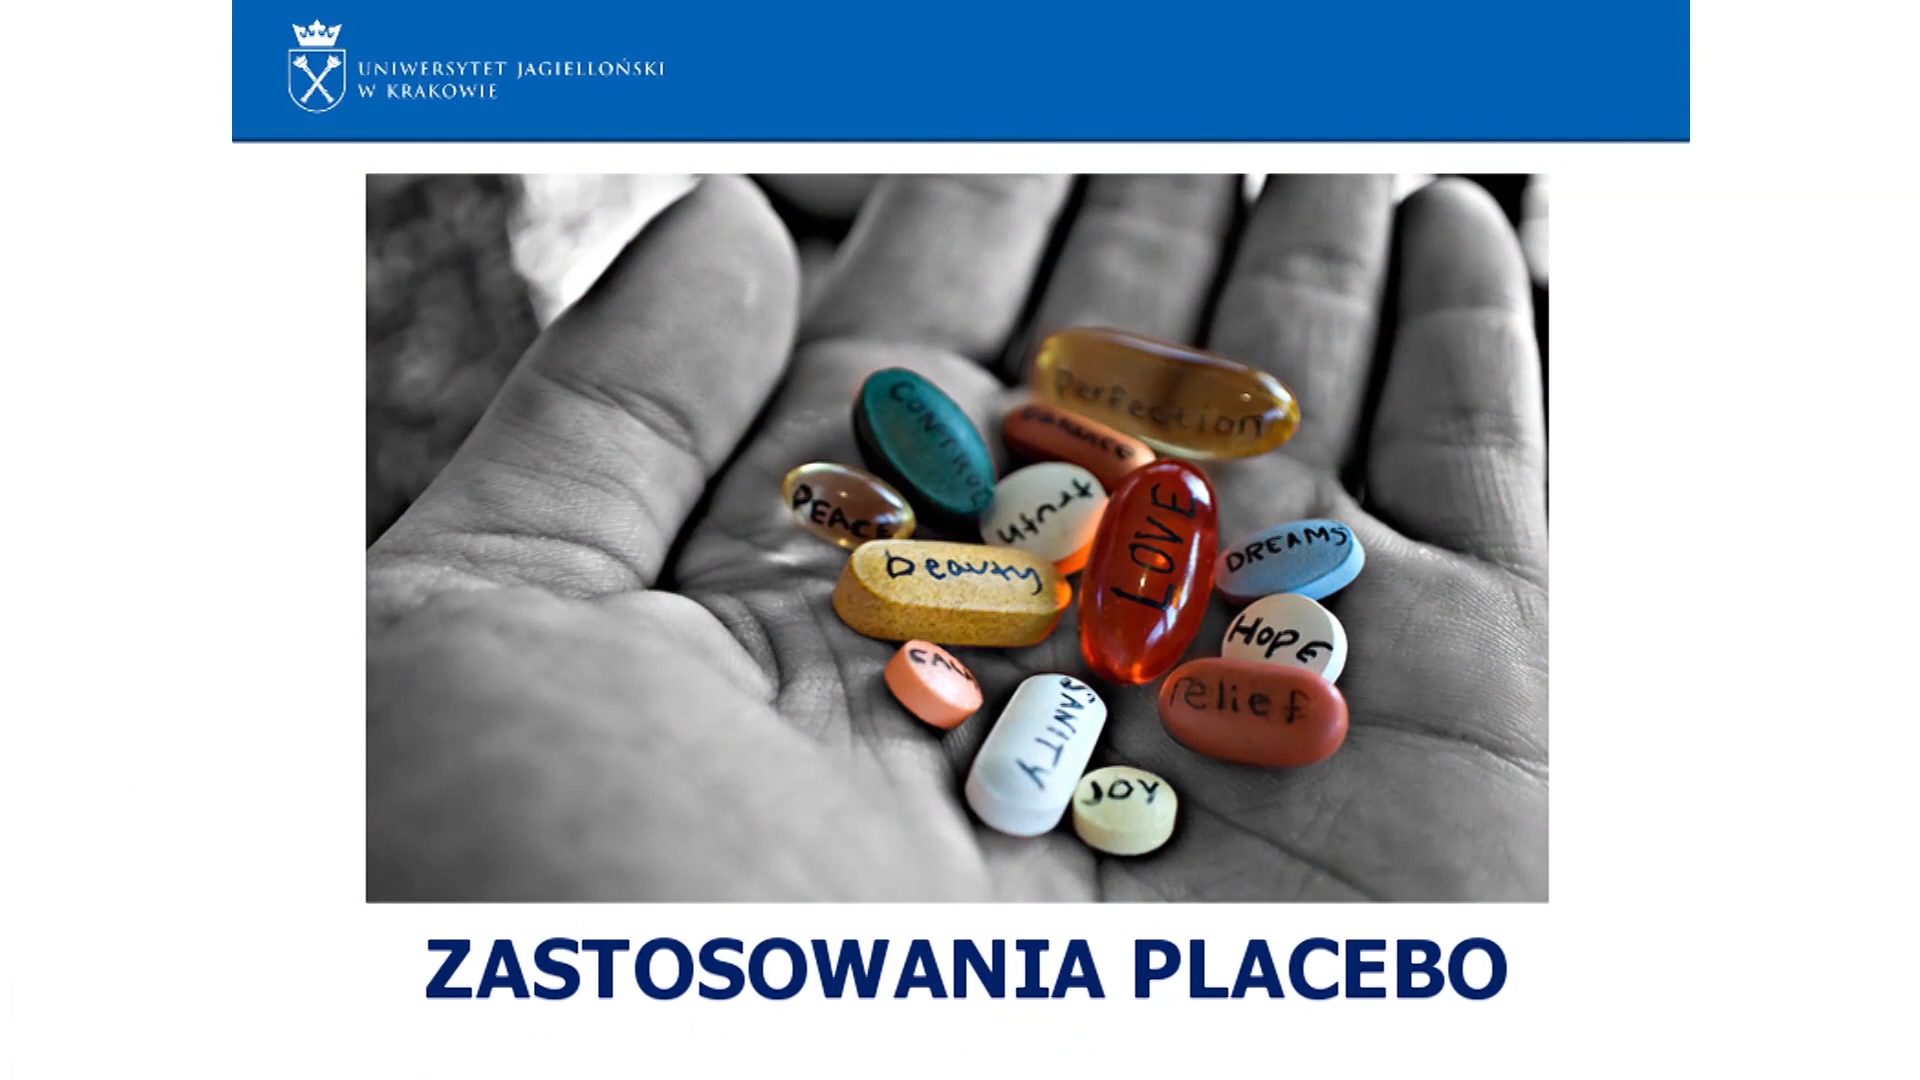 UNIWERSYTET JAGIELLOŃSKI
W KRAKOWIE
Perfection
CONTROL
PEACE
truth
LOVE
DREAMS
beauty
HOPE
relief
SANITY
JOY
ZASTOSOWANIA PLACEBO